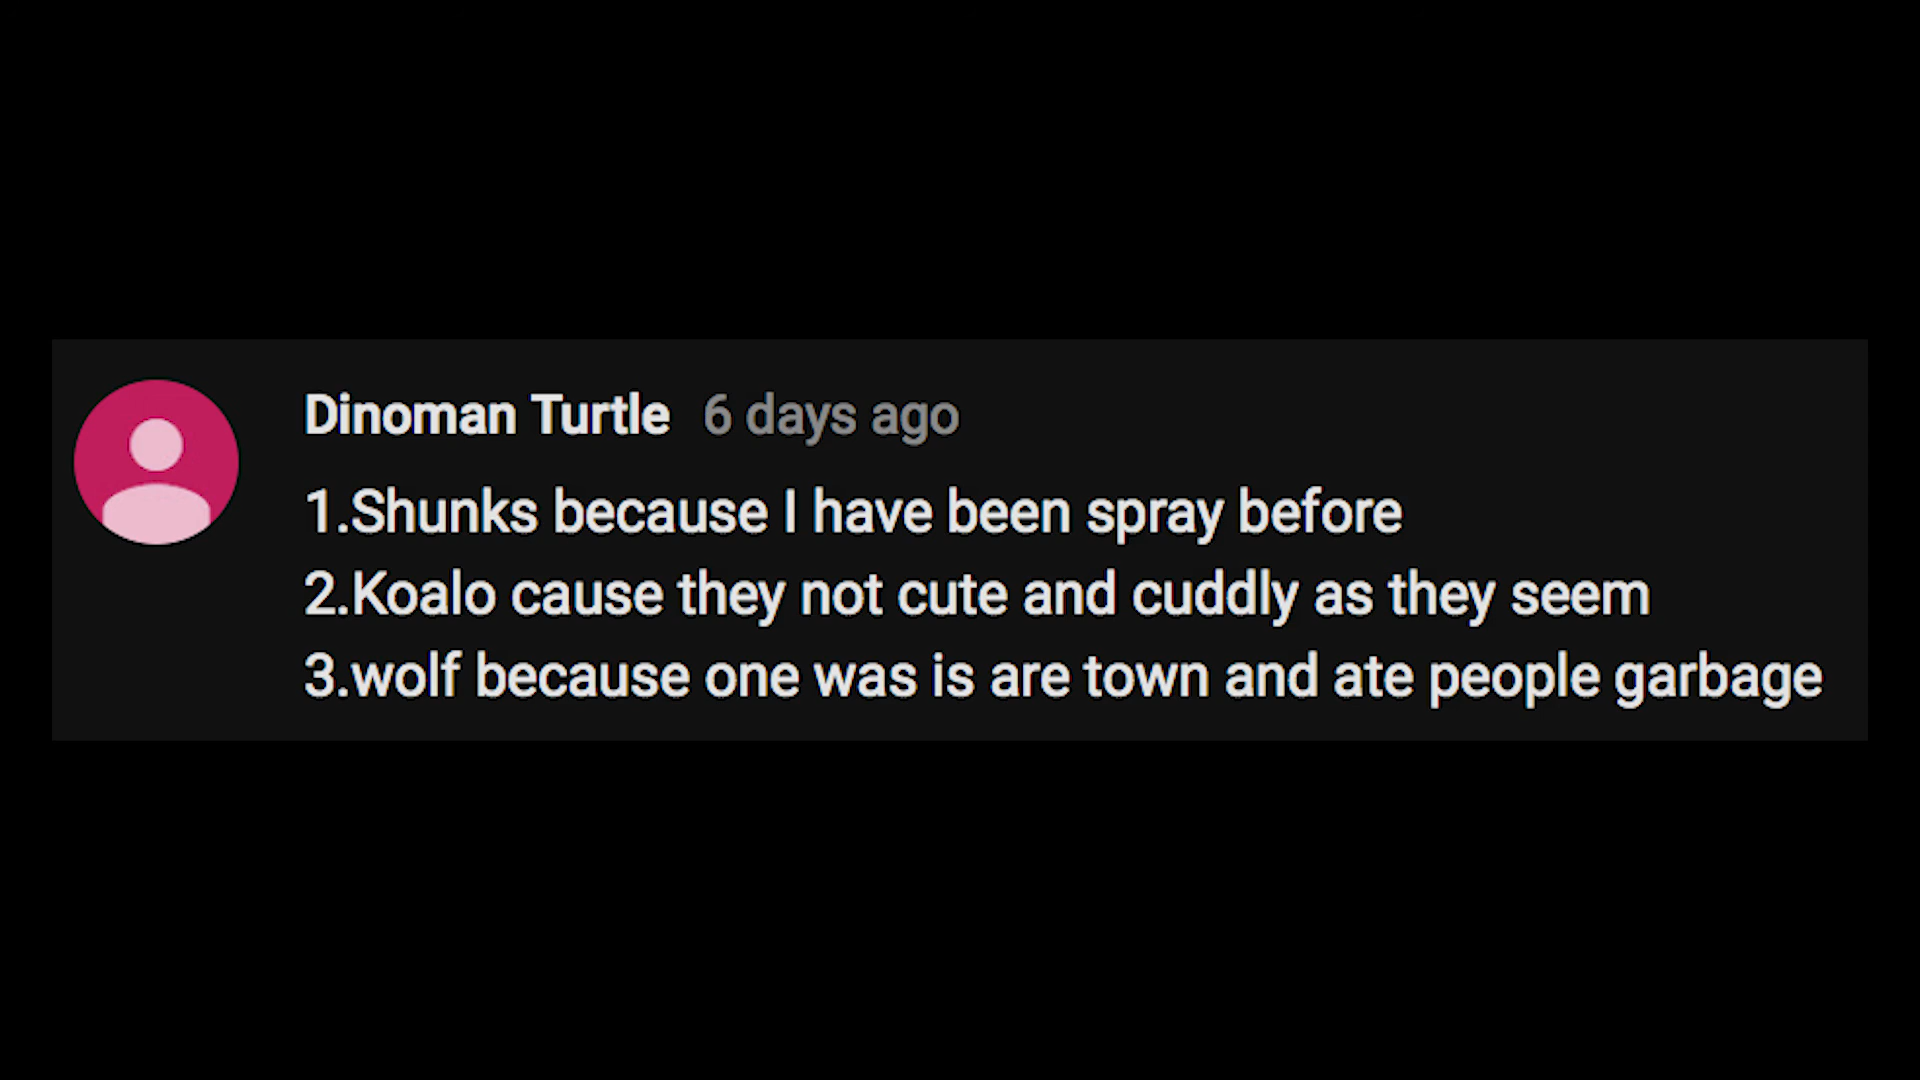 Dinoman Turtle 6 days ago
1.Shunks because I have been spray before
2.Koalo cause they not cute and cuddly as they seem
3.wolf because one was is are town and ate people garbage